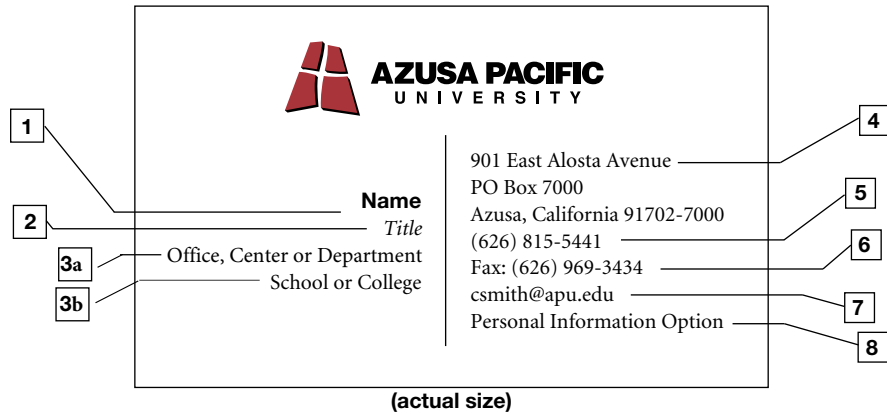 AZUSA PACIFIC
UNIVERSITY
1
Name
2
Title
3a
Office, Center or Department
3b
School or College
901 East Alosta Avenue
4
PO Box 7000
Azusa, California 91702-7000
5
(626) 815-5441
6
Fax: (626) 969-3434
csmith@apu.edu
7
Personal Information Option
8
(actual size)